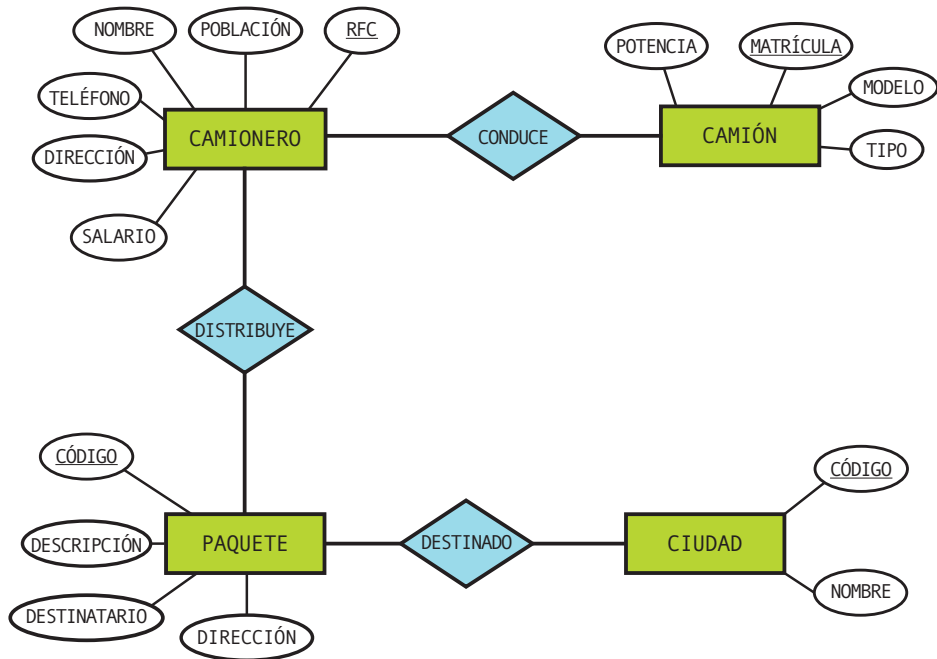 NOMBRE
POBLACIÓN
RFC
POTENCIA
MATRÍCULA
TELÉFONO
MODELO
CAMIONERO
CONDUCE
CAMIÓN
DIRECCIÓN
TIPO
SALARIO
DISTRIBUYE
CÓDIGO
CÓDIGO
DESCRIPCIÓN
PAQUETE
DESTINADO
CIUDAD
DESTINATARIO
NOMBRE
DIRECCIÓN